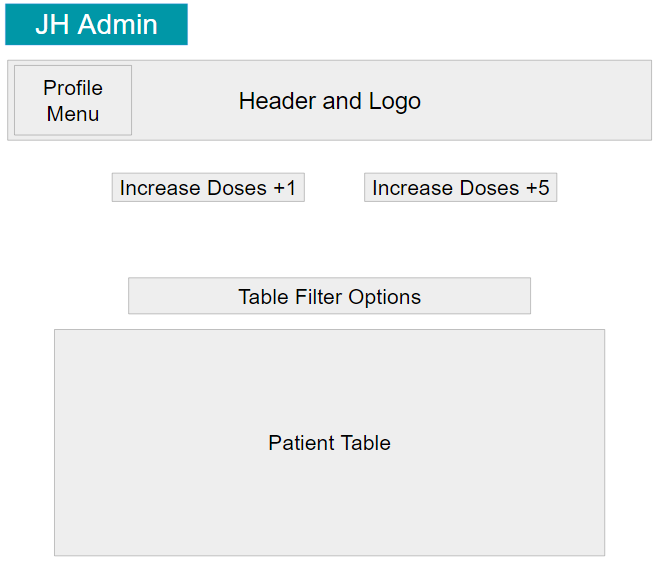 JH Admin
Profile
Menu
Header and Logo
Increase Doses +1
Increase Doses +5
Table Filter Options
Patient Table